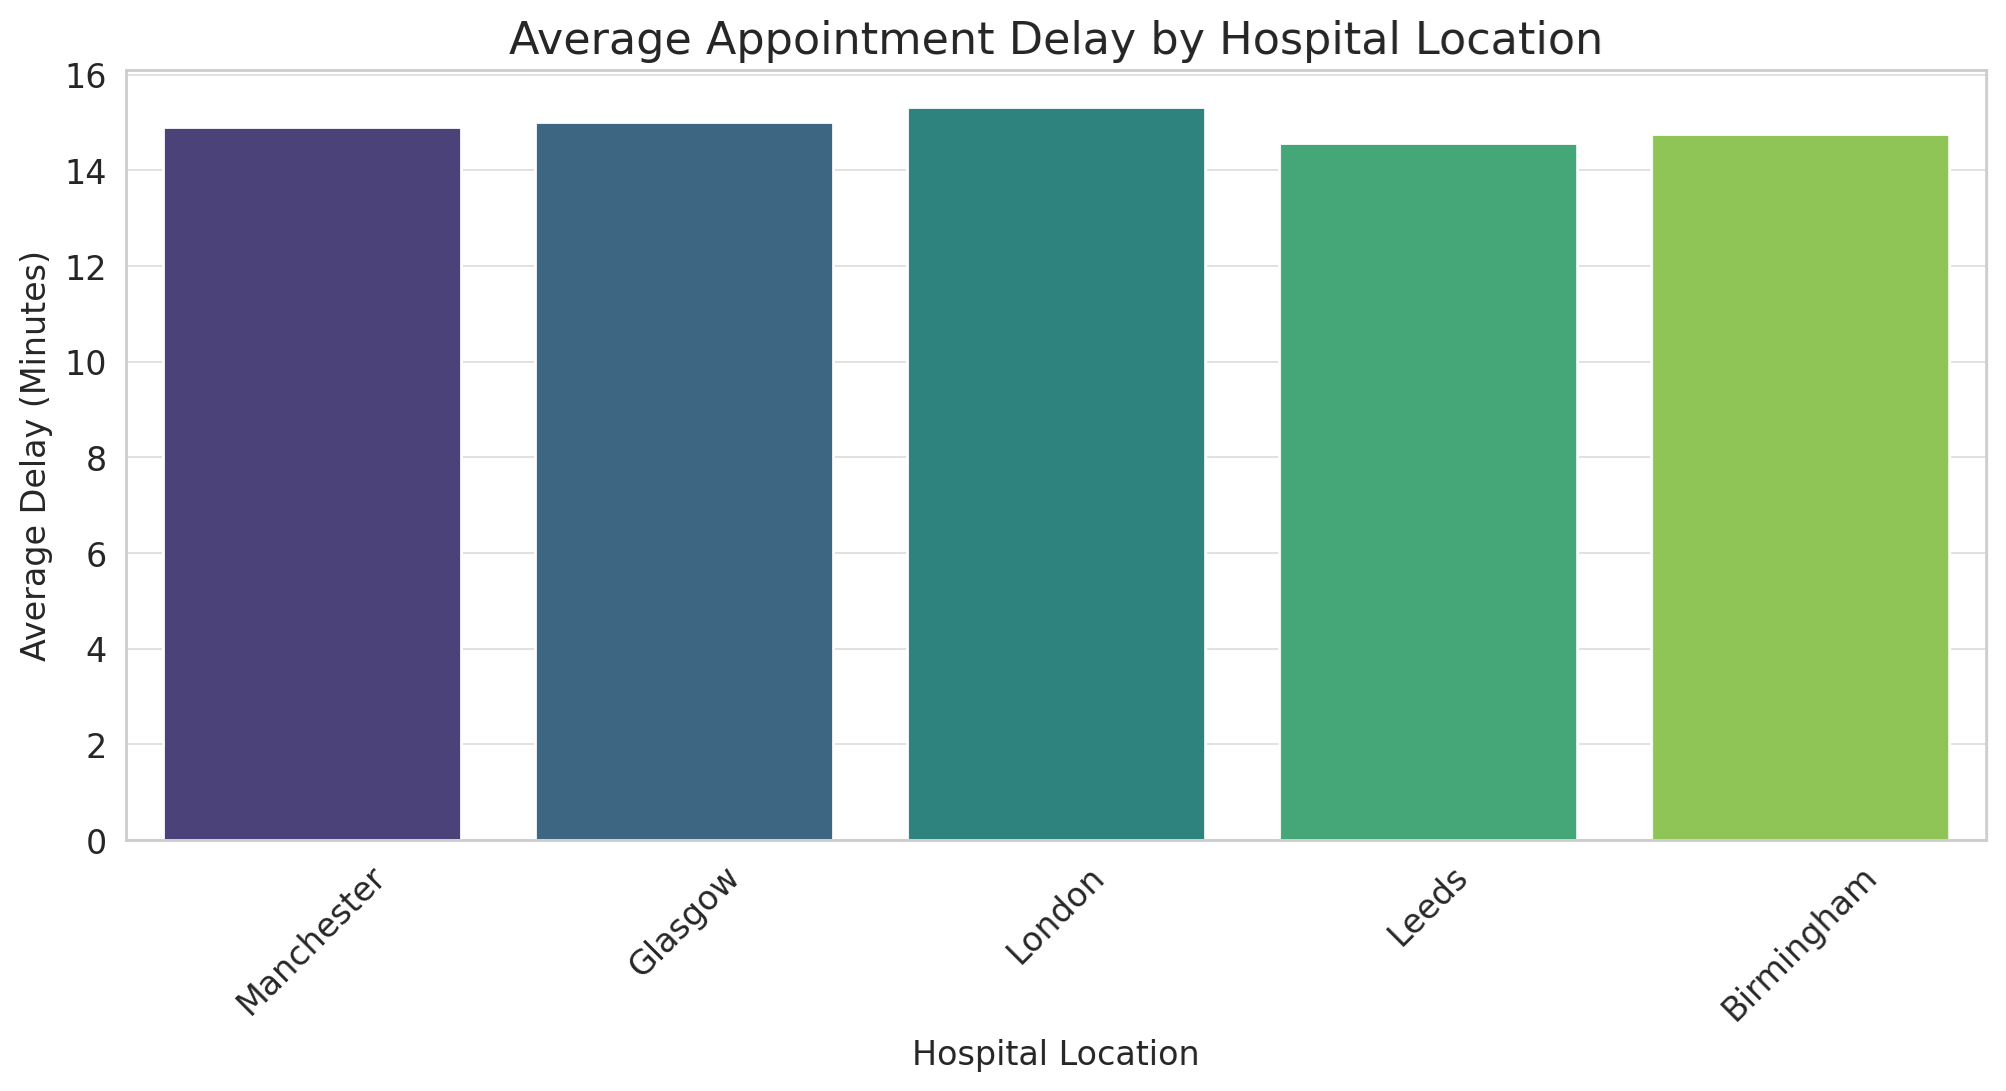 Average Appointment Delay by Hospital Location
Average Delay (Minutes)
16
14
12
10
8
6
4
2
0
Manchester
Glasgow
London
Leeds
Birmingham
Hospital Location